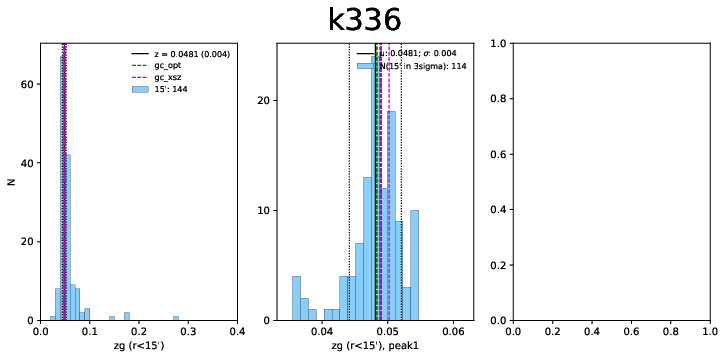 k336
z = 0.0481 (0.004)
gc_opt
gc_xsz
15': 144
N
60
40
20
0
0.0 0.1 0.2 0.3 0.4
zg (r<15')
μ: 0.0481; σ: 0.004
N(15' in 3sigma): 114
20
10
0
0.04 0.05 0.06
zg (r<15'), peak1
1.0
0.8
0.6
0.4
0.2
0.0
0.0 0.2 0.4 0.6 0.8 1.0